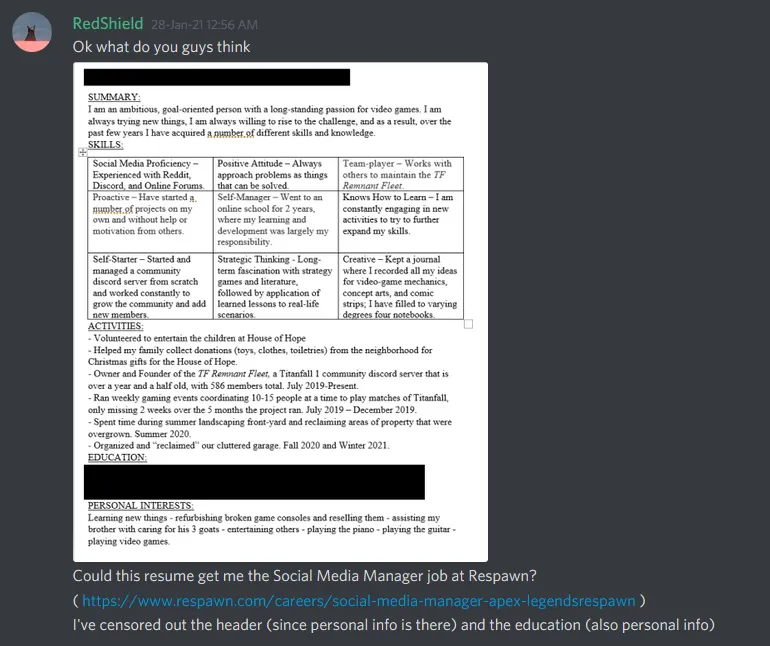 RedShield 28-Jan-21 12:56 AM
Ok what do you guys think
SUMMARY:
I am an ambitious, goal-oriented person with a long-standing passion for video games. I am
always trying new things, I am always willing to rise to the challenge, and as a result, over the
past few years I have acquired a number of different skills and knowledge.
SKILLS:
Social Media Proficiency –
Experienced with Reddit,
Discord, and Online Forums.
Positive Attitude – Always
approach problems as things
that can be solved.
Team-player – Works with
others to maintain the TF
Remnant Fleet.
Proactive – Have started a
number of projects on my
own and without help or
motivation from others.
Self-Manager – Went to an
online school for 2 years,
where my learning and
development was largely my
responsibility.
Knows How to Learn – I am
constantly engaging in new
activities to try to further
expand my skills.
Self-Starter – Started and
managed a community
discord server from scratch
and worked constantly to
grow the community and add
new members.
Strategic Thinking - Long-
term fascination with strategy
games and literature,
followed by application of
learned lessons to real-life
scenarios.
Creative – Kept a journal
where I recorded all my ideas
for video-game mechanics,
concept arts, and comic
strips; I have filled to varying
degrees four notebooks.
ACTIVITIES:
- Volunteered to entertain the children at House of Hope
- Helped my family collect donations (toys, clothes, toiletries) from the neighborhood for
Christmas gifts for the House of Hope.
- Owner and Founder of the TF Remnant Fleet, a Titanfall 1 community discord server that is
over a year and a half old, with 586 members total. July 2019-Present.
- Ran weekly gaming events coordinating 10-15 people at a time to play matches of Titanfall,
only missing 2 weeks over the 5 months the project ran. July 2019 – December 2019.
- Spent time during summer landscaping front-yard and reclaiming areas of property that were
overgrown. Summer 2020.
- Organized and “reclaimed” our cluttered garage. Fall 2020 and Winter 2021.
EDUCATION:
PERSONAL INTERESTS:
Learning new things - refurbishing broken game consoles and reselling them - assisting my
brother with caring for his 3 goats - entertaining others - playing the piano - playing the guitar -
playing video games.
Could this resume get me the Social Media Manager job at Respawn?
( https://www.respawn.com/careers/social-media-manager-apex-legendsrespawn )
I've censored out the header (since personal info is there) and the education (also personal info)